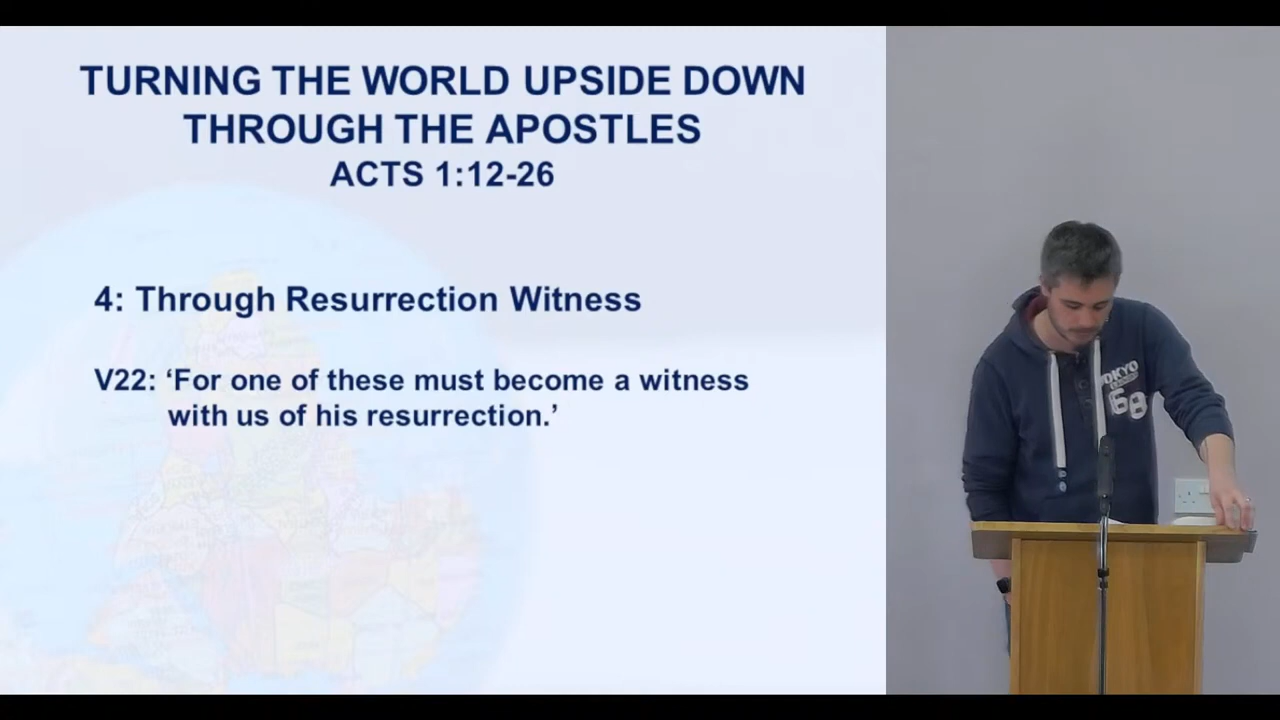 TURNING THE WORLD UPSIDE DOWN
THROUGH THE APOSTLES
ACTS 1:12-26
4: Through Resurrection Witness
V22: ‘For one of these must become a witness
with us of his resurrection.’
TOKYO
68